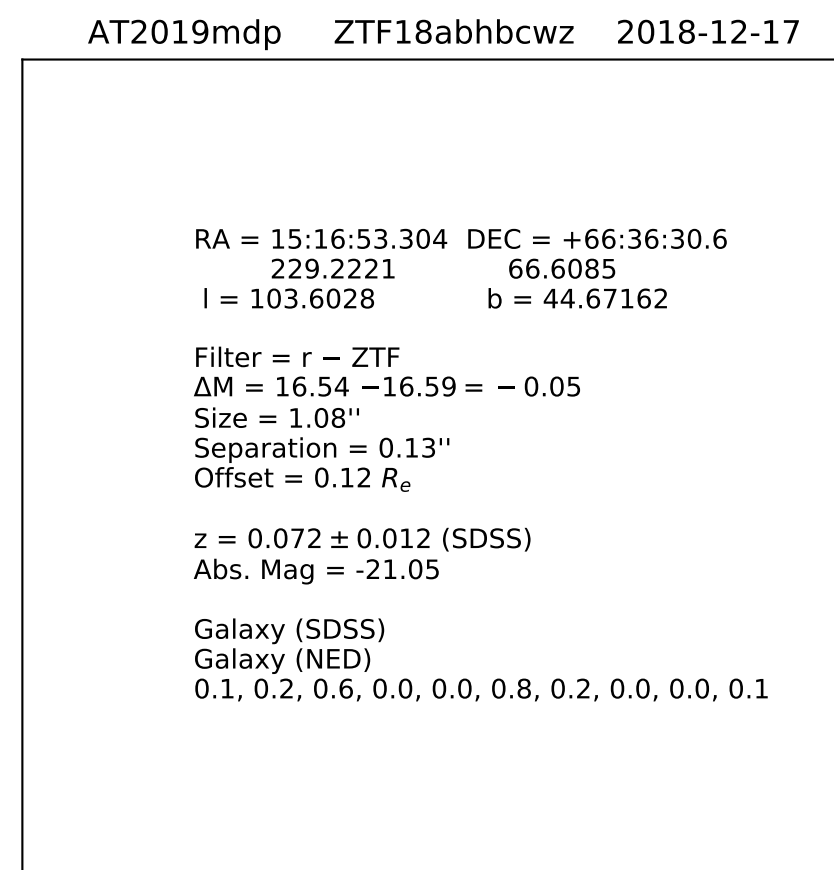 AT2019mdp ZTF18abhbcwz 2018-12-17
RA = 15:16:53.304 DEC = +66:36:30.6
229.2221 66.6085
l = 103.6028 b = 44.67162
Filter = r − ZTF
ΔM = 16.54 −16.59 = − 0.05
Size = 1.08''
Separation = 0.13''
Offset = 0.12 Re
z = 0.072 ± 0.012 (SDSS)
Abs. Mag = -21.05
Galaxy (SDSS)
Galaxy (NED)
0.1, 0.2, 0.6, 0.0, 0.0, 0.8, 0.2, 0.0, 0.0, 0.1